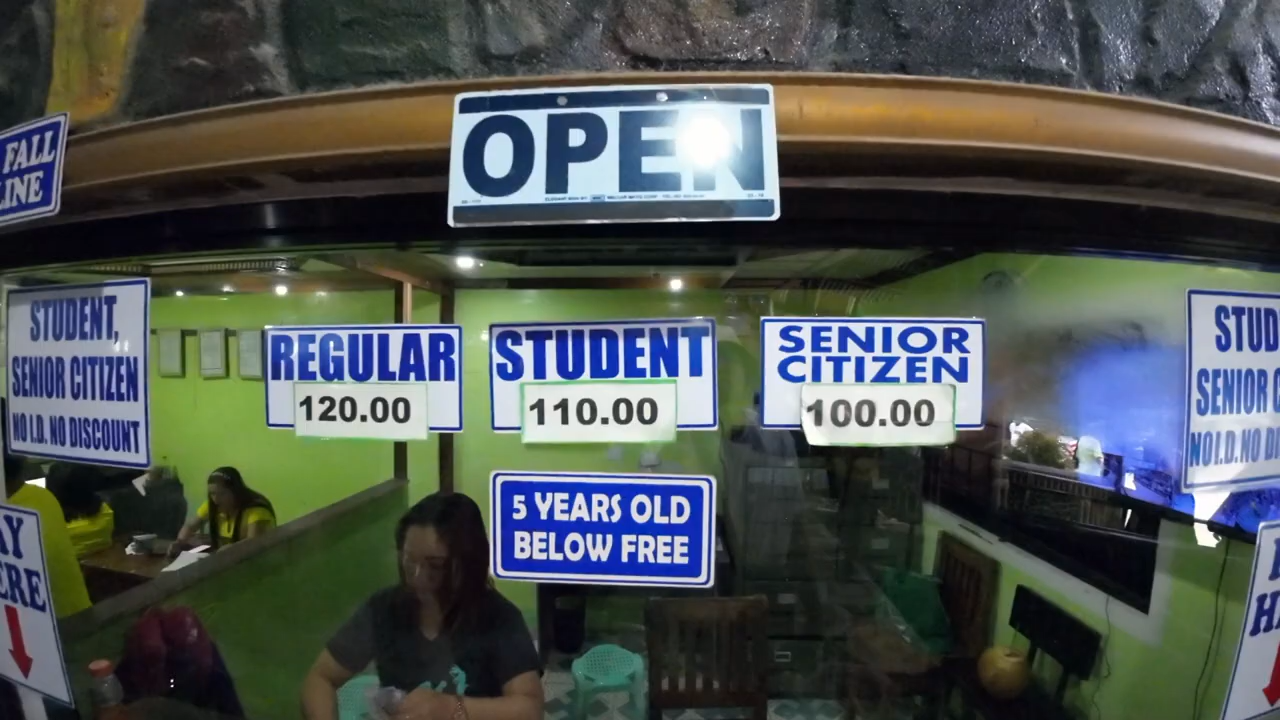 OPEN
FALL
INE
STUDENT,
SENIOR CITIZEN
NO I.D. NO DISCOUNT
REGULAR
120.00
STUDENT
110.00
SENIOR
CITIZEN
100.00
STUD
SENIOR C
NO I.D. NO DI
5 YEARS OLD
BELOW FREE
AY
ERE
H